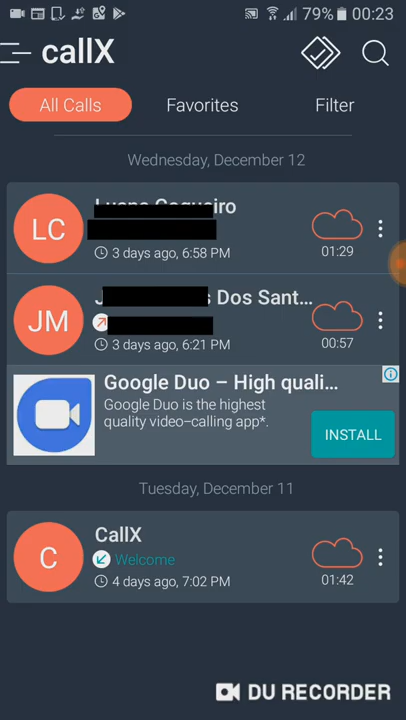 79% 00:23
callX
All Calls
Favorites
Filter
Wednesday, December 12
LC
3 days ago, 6:58 PM
01:29
JM
Dos Sant...
3 days ago, 6:21 PM
00:57
Google Duo – High quali...
Google Duo is the highest
quality video-calling app*.
INSTALL
Tuesday, December 11
C
CallX
Welcome
4 days ago, 7:02 PM
01:42
DU RECORDER